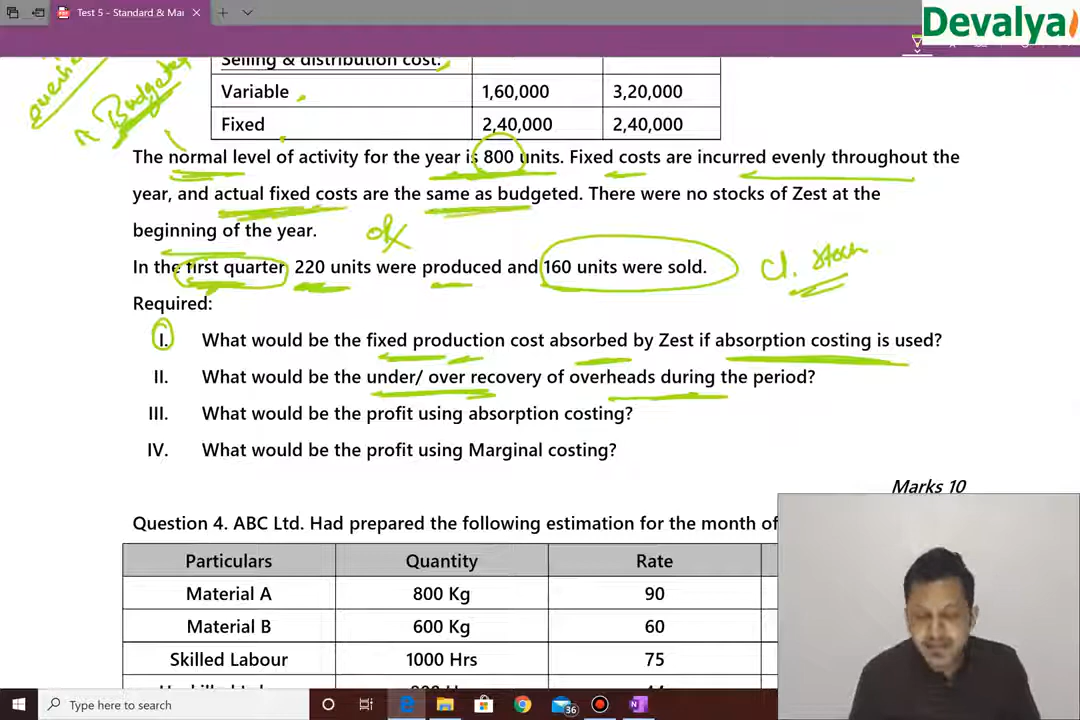 Test 5 - Standard & Mar
Devalya
Selling & distribution cost:
Variable 1,60,000 3,20,000
Fixed 2,40,000 2,40,000
Budgeted
The normal level of activity for the year is 800 units. Fixed costs are incurred evenly throughout the
year, and actual fixed costs are the same as budgeted. There were no stocks of Zest at the
beginning of the year.
In the first quarter, 220 units were produced and 160 units were sold.
cl. stock
Required:
I. What would be the fixed production cost absorbed by Zest if absorption costing is used?
II. What would be the under/ over recovery of overheads during the period?
III. What would be the profit using absorption costing?
IV. What would be the profit using Marginal costing?
Marks 10
Question 4. ABC Ltd. Had prepared the following estimation for the month of
Particulars Quantity Rate
Material A 800 Kg 90
Material B 600 Kg 60
Skilled Labour 1000 Hrs 75
Type here to search
36